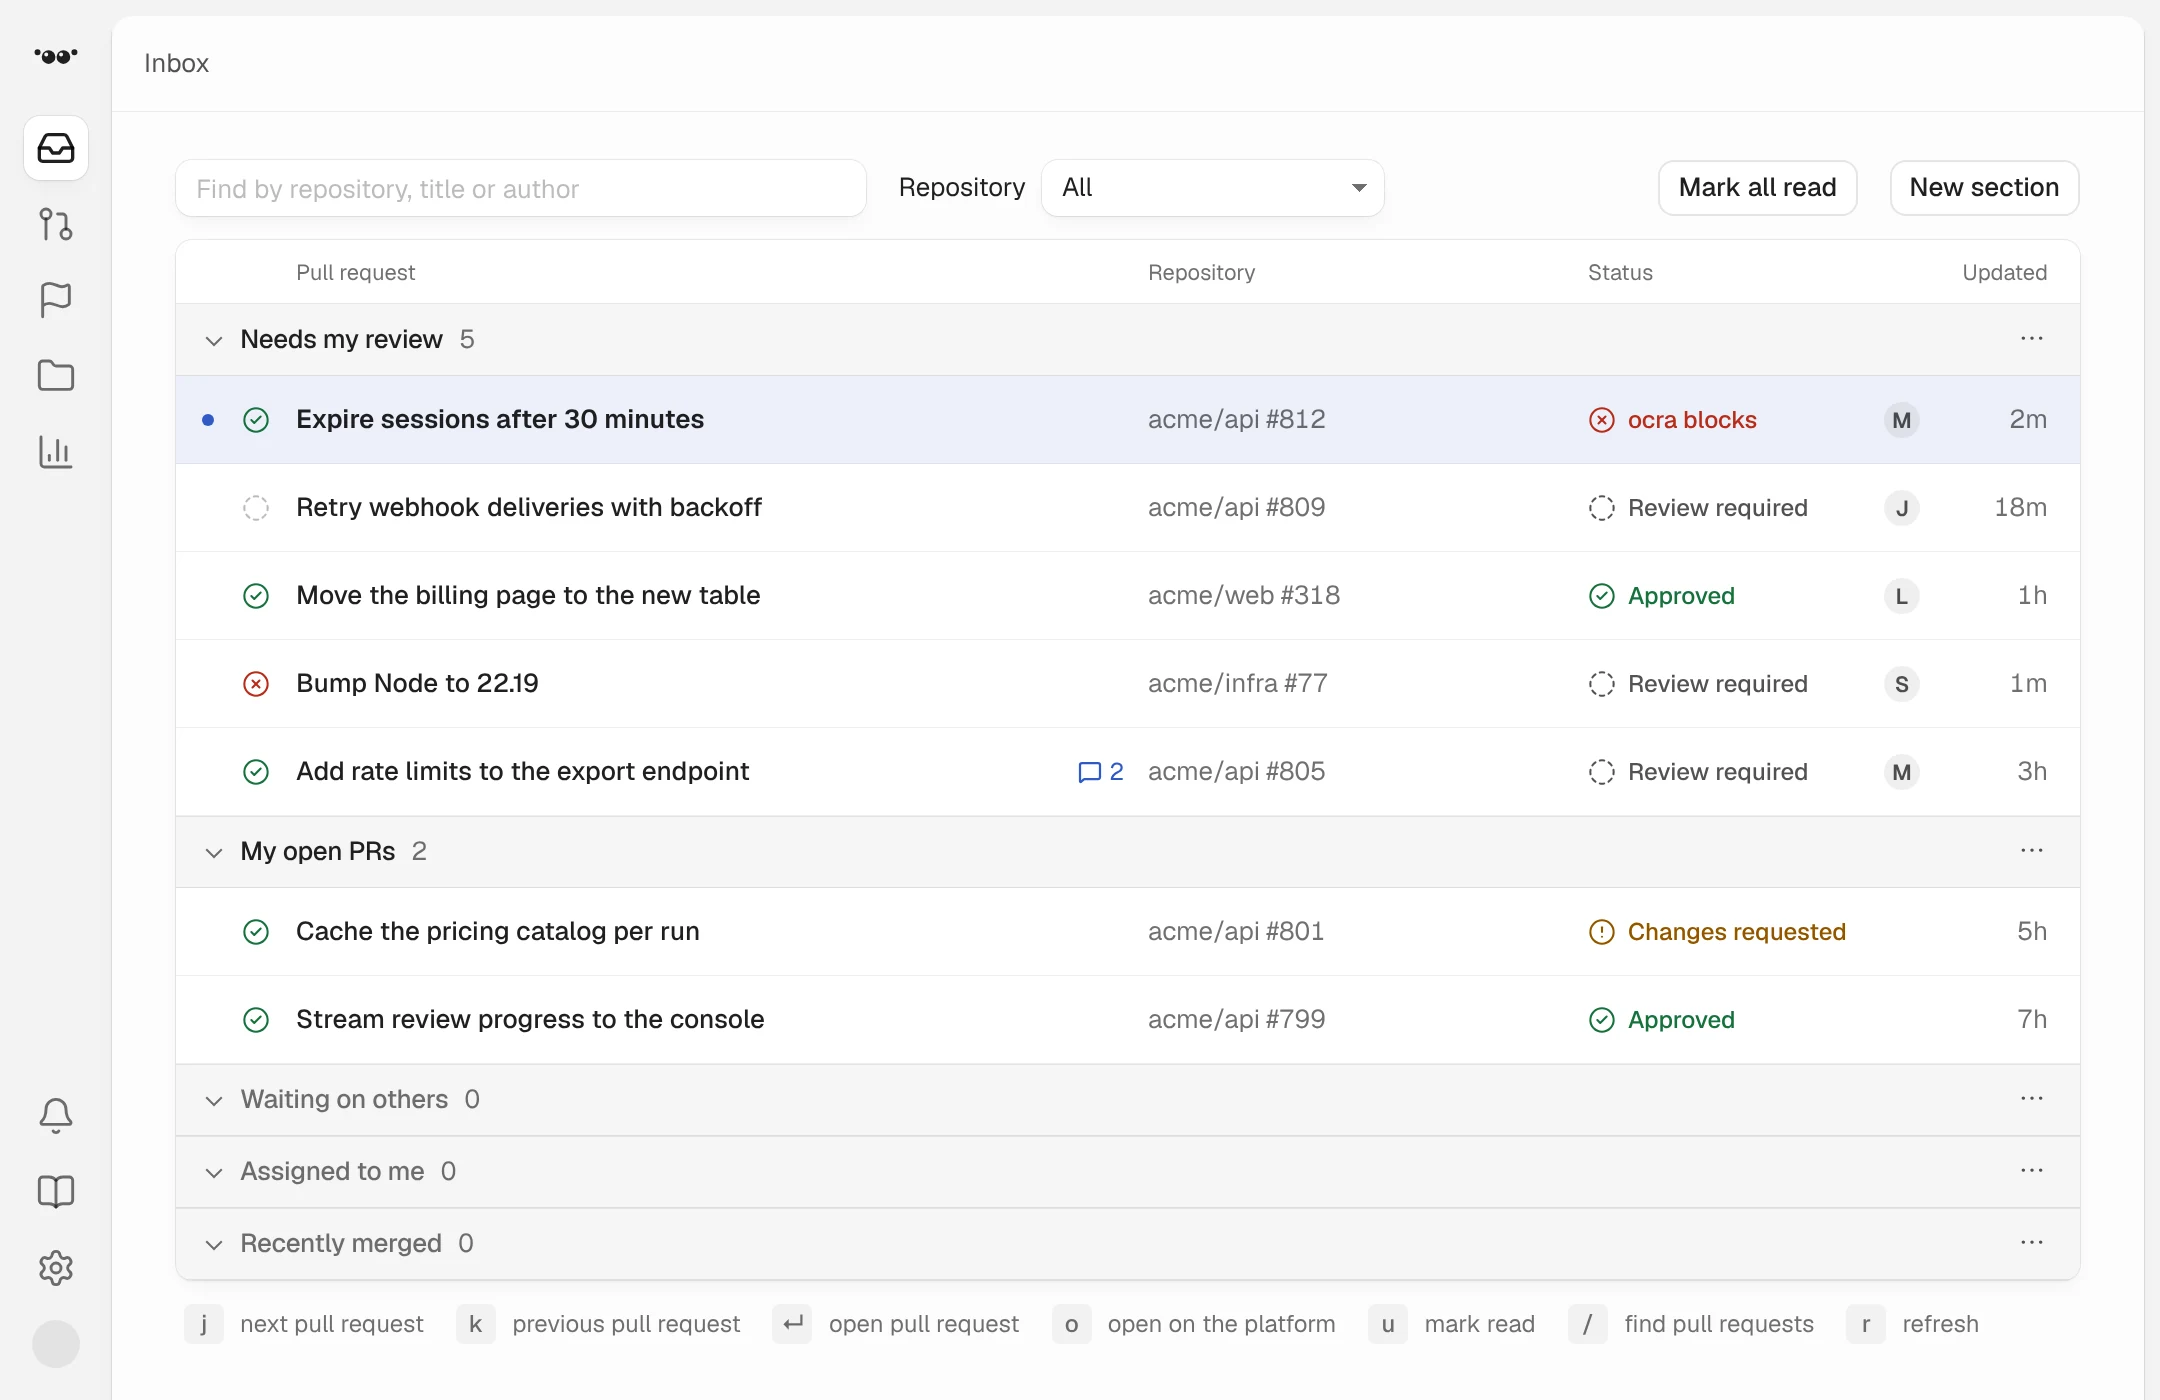 Inbox
Find by repository, title or author
Repository
All
Mark all read
New section
Pull request Repository Status Updated
Needs my review 5 ...
Expire sessions after 30 minutes acme/api #812 ocra blocks M 2m
Retry webhook deliveries with backoff acme/api #809 Review required J 18m
Move the billing page to the new table acme/web #318 Approved L 1h
Bump Node to 22.19 acme/infra #77 Review required S 1m
Add rate limits to the export endpoint 2 acme/api #805 Review required M 3h
My open PRs 2 ...
Cache the pricing catalog per run acme/api #801 Changes requested 5h
Stream review progress to the console acme/api #799 Approved 7h
Waiting on others 0 ...
Assigned to me 0 ...
Recently merged 0 ...
j next pull request k previous pull request ↵ open pull request o open on the platform u mark read / find pull requests r refresh